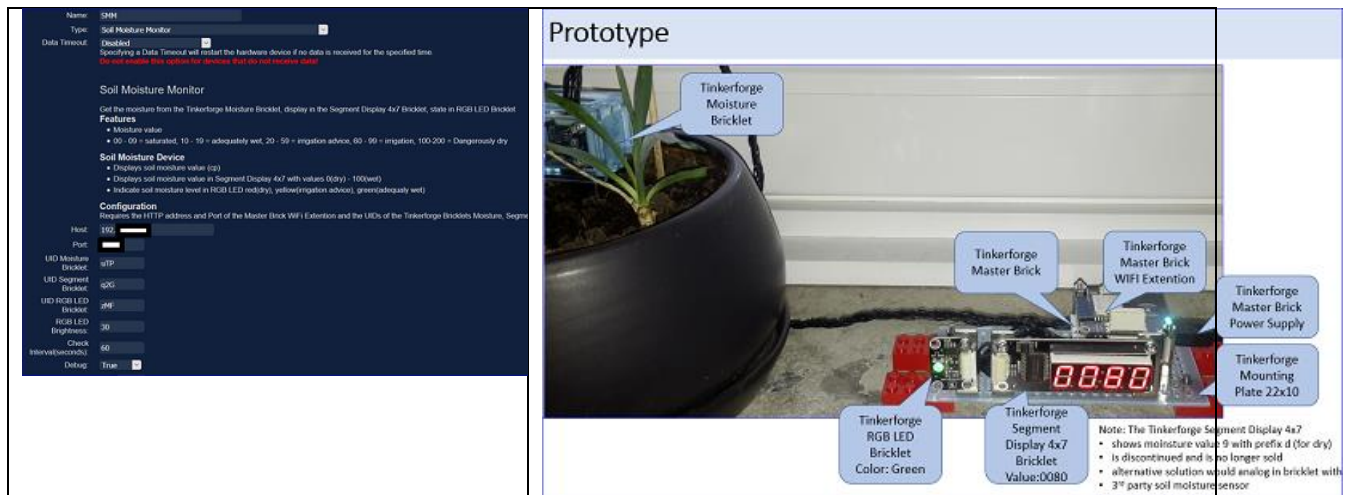 Name: SMM
Type: Soil Moisture Monitor
Data Timeout: Disabled
Specifying a Data Timeout will restart the hardware device if no data is received for the specified time.
Do not enable this option for devices that do not receive data!
Soil Moisture Monitor
Get the moisture from the Tinkerforge Moisture Bricklet, display in the Segment Display 4x7 Bricklet, state in RGB LED Bricklet
Features
• Moisture value
• 00 - 09 = saturated, 10 - 19 = adequately wet, 20 - 59 = irrigation advice, 60 - 99 = irrigation, 100-200 = Dangerously dry
Soil Moisture Device
• Displays soil moisture value (cp)
• Displays soil moisture value in Segment Display 4x7 with values 0(dry) - 100(wet)
• Indicate soil moisture level in RGB LED red(dry), yellow(irrigation advice), green(adequaly wet)
Configuration
Requires the HTTP address and Port of the Master Brick WiFi Extention and the UIDs of the Tinkerforge Bricklets Moisture, Segme
Host: 192.
Port:
UID Moisture
Bricklet: uTP
UID Segment
Bricklet: q2G
UID RGB LED
Bricklet: zMF
RGB LED
Brightness: 30
Check
Interval(seconds): 60
Debug: True
Prototype
Tinkerforge
Moisture
Bricklet
Tinkerforge
Master Brick
Tinkerforge
Master Brick
WIFI Extention
Tinkerforge
Master Brick
Power Supply
Tinkerforge
Mounting
Plate 22x10
00:80
Tinkerforge
RGB LED
Bricklet
Color: Green
Tinkerforge
Segment
Display 4x7
Bricklet
Value:0080
Note: The Tinkerforge Segment Display 4x7
• shows moinsture value 9 with prefix d (for dry)
• is discontinued and is no longer sold
• alternative solution would analog in bricklet with
• 3rd party soil moisture sensor